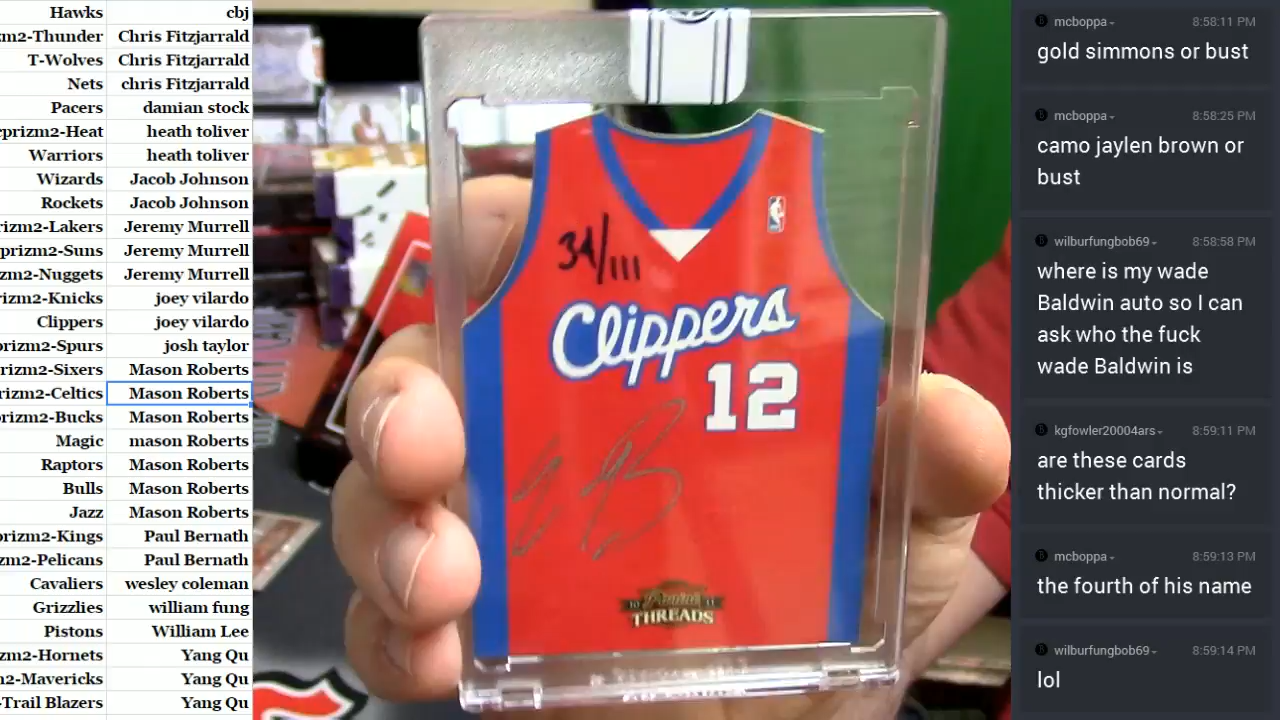 Hawks cbj
zm2-Thunder Chris Fitzjarrald
T-Wolves Chris Fitzjarrald
Nets chris Fitzjarrald
Pacers damian stock
cprizm2-Heat heath toliver
Warriors heath toliver
Wizards Jacob Johnson
Rockets Jacob Johnson
rizm2-Lakers Jeremy Murrell
prizm2-Suns Jeremy Murrell
zm2-Nuggets Jeremy Murrell
rizm2-Knicks joey vilardo
Clippers joey vilardo
prizm2-Spurs josh taylor
rizm2-Sixers Mason Roberts
rizm2-Celtics Mason Roberts
prizm2-Bucks Mason Roberts
Magic mason Roberts
Raptors Mason Roberts
Bulls Mason Roberts
Jazz Mason Roberts
prizm2-Kings Paul Bernath
zm2-Pelicans Paul Bernath
Cavaliers wesley coleman
Grizzlies william fung
Pistons William Lee
zm2-Hornets Yang Qu
m2-Mavericks Yang Qu
-Trail Blazers Yang Qu
34/111
Clippers
12
10 11
THREADS
mcboppa 8:58:11 PM
gold simmons or bust
mcboppa 8:58:25 PM
camo jaylen brown or
bust
wilburfungbob69 8:58:58 PM
where is my wade
Baldwin auto so I can
ask who the fuck
wade Baldwin is
kgfowler20004ars 8:59:11 PM
are these cards
thicker than normal?
mcboppa 8:59:13 PM
the fourth of his name
wilburfungbob69 8:59:14 PM
lol